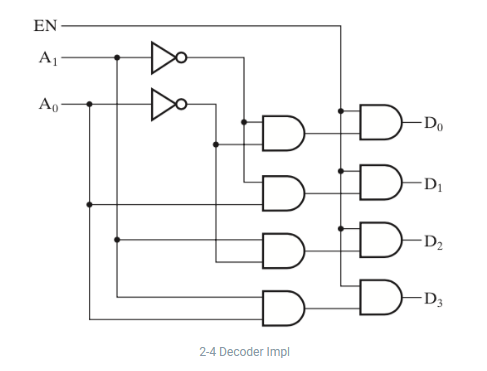 EN
A₁
A₀
D₀
D₁
D₂
D₃
2-4 Decoder Impl